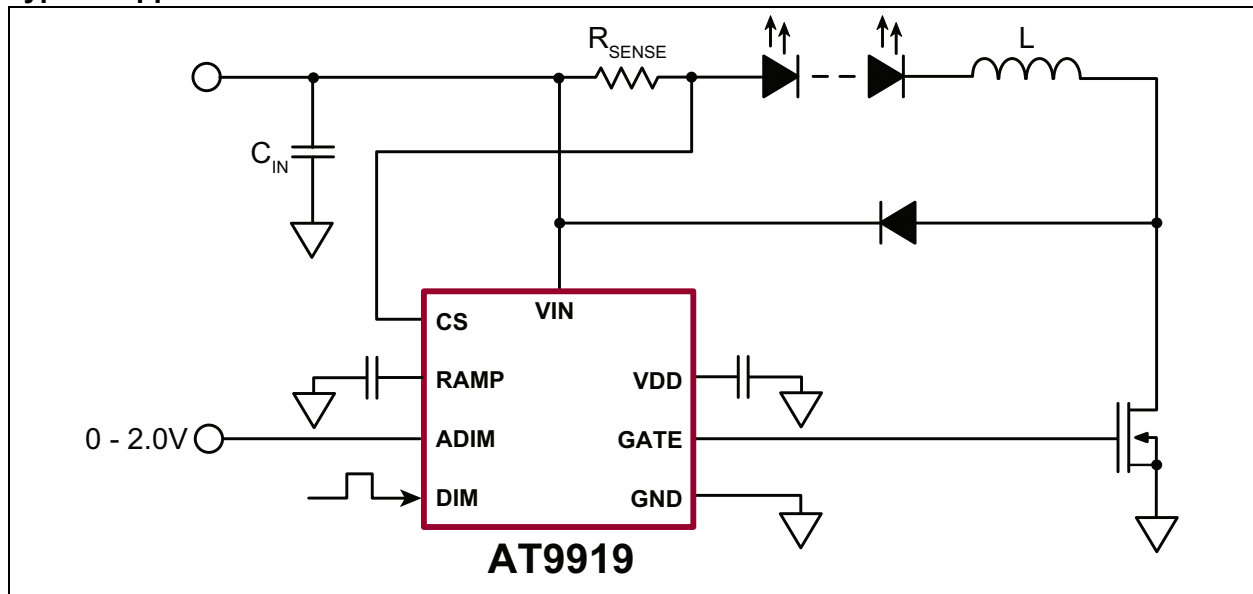 R_SENSE
L
C_IN
VIN
CS
RAMP
VDD
0 - 2.0V
ADIM
GATE
DIM
GND
AT9919